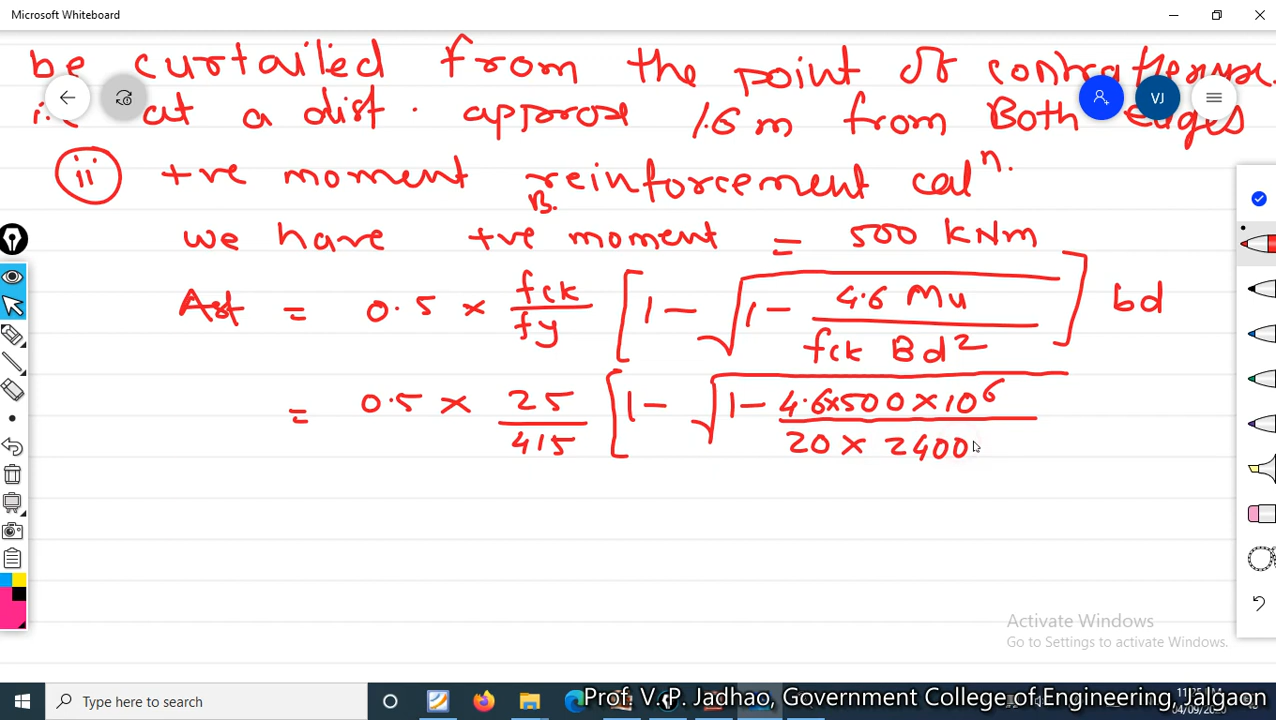 Microsoft Whiteboard
be curtailed from the point of
at a dist. approx 1.6 m from Both edges
VJ
ii +ve moment reinforcement calⁿ.
B.
we have +ve moment = 500 kNm
Ast = 0.5 × fck/fy [1 - √(1 - 4.6 Mu / fck Bd²)] bd
= 0.5 × 25/415 [1 - √(1 - 4.6×500×10⁶ / 20 × 2400
Activate Windows
Go to Settings to activate Windows.
Type here to search
Prof. V. P. Jadhao, Government College of Engineering, Jalgaon